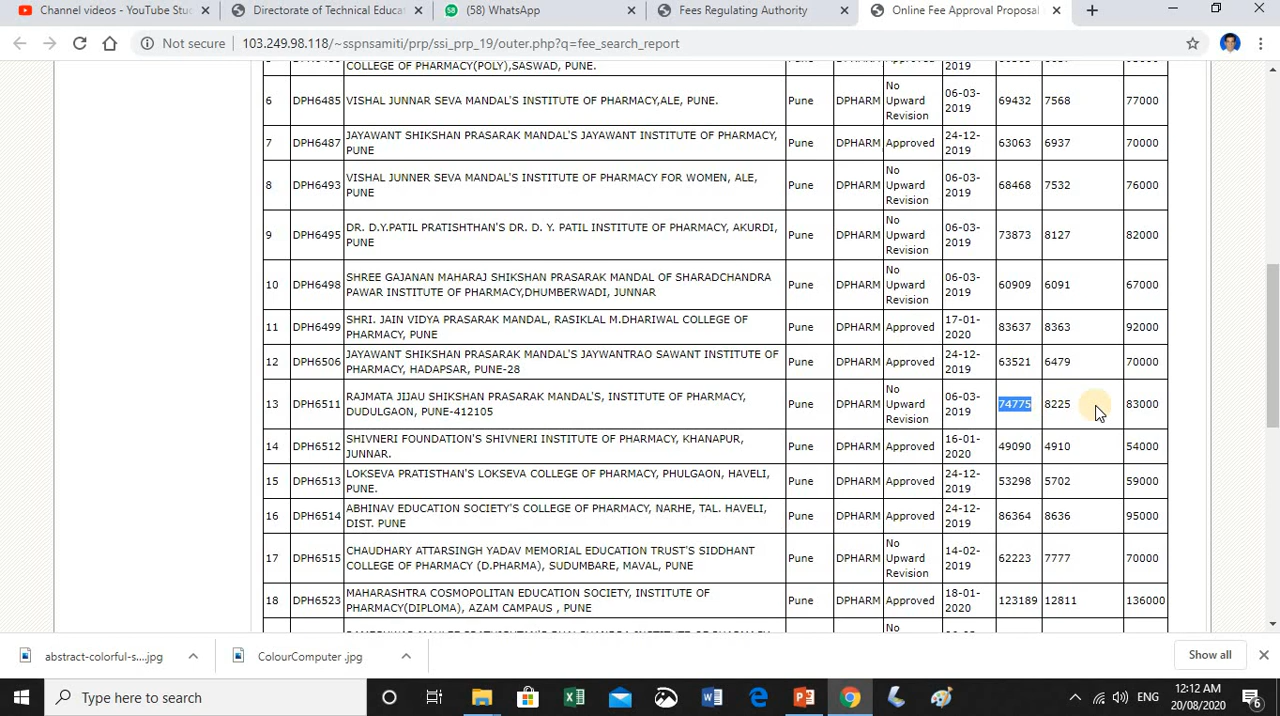 Channel videos - YouTube Stu
Directorate of Technical Educat
(58) WhatsApp
Fees Regulating Authority
Online Fee Approval Proposal
Not secure
103.249.98.118/~sspnsamiti/prp/ssi_prp_19/outer.php?q=fee_search_report
COLLEGE OF PHARMACY(POLY),SASWAD, PUNE.
6 DPH6485 VISHAL JUNNAR SEVA MANDAL'S INSTITUTE OF PHARMACY,ALE, PUNE. Pune DPHARM No Upward Revision 06-03-2019 69432 7568 77000
7 DPH6487 JAYAWANT SHIKSHAN PRASARAK MANDAL'S JAYAWANT INSTITUTE OF PHARMACY, PUNE Pune DPHARM Approved 24-12-2019 63063 6937 70000
8 DPH6493 VISHAL JUNNER SEVA MANDAL'S INSTITUTE OF PHARMACY FOR WOMEN, ALE, PUNE Pune DPHARM No Upward Revision 06-03-2019 68468 7532 76000
9 DPH6495 DR. D.Y.PATIL PRATISHTHAN'S DR. D. Y. PATIL INSTITUTE OF PHARMACY, AKURDI, PUNE Pune DPHARM No Upward Revision 06-03-2019 73873 8127 82000
10 DPH6498 SHREE GAJANAN MAHARAJ SHIKSHAN PRASARAK MANDAL OF SHARADCHANDRA PAWAR INSTITUTE OF PHARMACY,DHUMBERWADI, JUNNAR Pune DPHARM No Upward Revision 06-03-2019 60909 6091 67000
11 DPH6499 SHRI. JAIN VIDYA PRASARAK MANDAL, RASIKLAL M.DHARIWAL COLLEGE OF PHARMACY, PUNE Pune DPHARM Approved 17-01-2020 83637 8363 92000
12 DPH6506 JAYAWANT SHIKSHAN PRASARAK MANDAL'S JAYWANTRAO SAWANT INSTITUTE OF PHARMACY, HADAPSAR, PUNE-28 Pune DPHARM Approved 24-12-2019 63521 6479 70000
13 DPH6511 RAJMATA JIJAU SHIKSHAN PRASARAK MANDAL'S, INSTITUTE OF PHARMACY, DUDULGAON, PUNE-412105 Pune DPHARM No Upward Revision 06-03-2019 74775 8225 83000
14 DPH6512 SHIVNERI FOUNDATION'S SHIVNERI INSTITUTE OF PHARMACY, KHANAPUR, JUNNAR. Pune DPHARM Approved 16-01-2020 49090 4910 54000
15 DPH6513 LOKSEVA PRATISTHAN'S LOKSEVA COLLEGE OF PHARMACY, PHULGAON, HAVELI, PUNE. Pune DPHARM Approved 24-12-2019 53298 5702 59000
16 DPH6514 ABHINAV EDUCATION SOCIETY'S COLLEGE OF PHARMACY, NARHE, TAL. HAVELI, DIST. PUNE Pune DPHARM Approved 24-12-2019 86364 8636 95000
17 DPH6515 CHAUDHARY ATTARSINGH YADAV MEMORIAL EDUCATION TRUST'S SIDDHANT COLLEGE OF PHARMACY (D.PHARMA), SUDUMBARE, MAVAL, PUNE Pune DPHARM No Upward Revision 14-02-2019 62223 7777 70000
18 DPH6523 MAHARASHTRA COSMOPOLITAN EDUCATION SOCIETY, INSTITUTE OF PHARMACY(DIPLOMA), AZAM CAMPAUS , PUNE Pune DPHARM Approved 18-01-2020 123189 12811 136000
No
abstract-colorful-s....jpg
ColourComputer .jpg
Show all
Type here to search
ENG
12:12 AM
20/08/2020
6